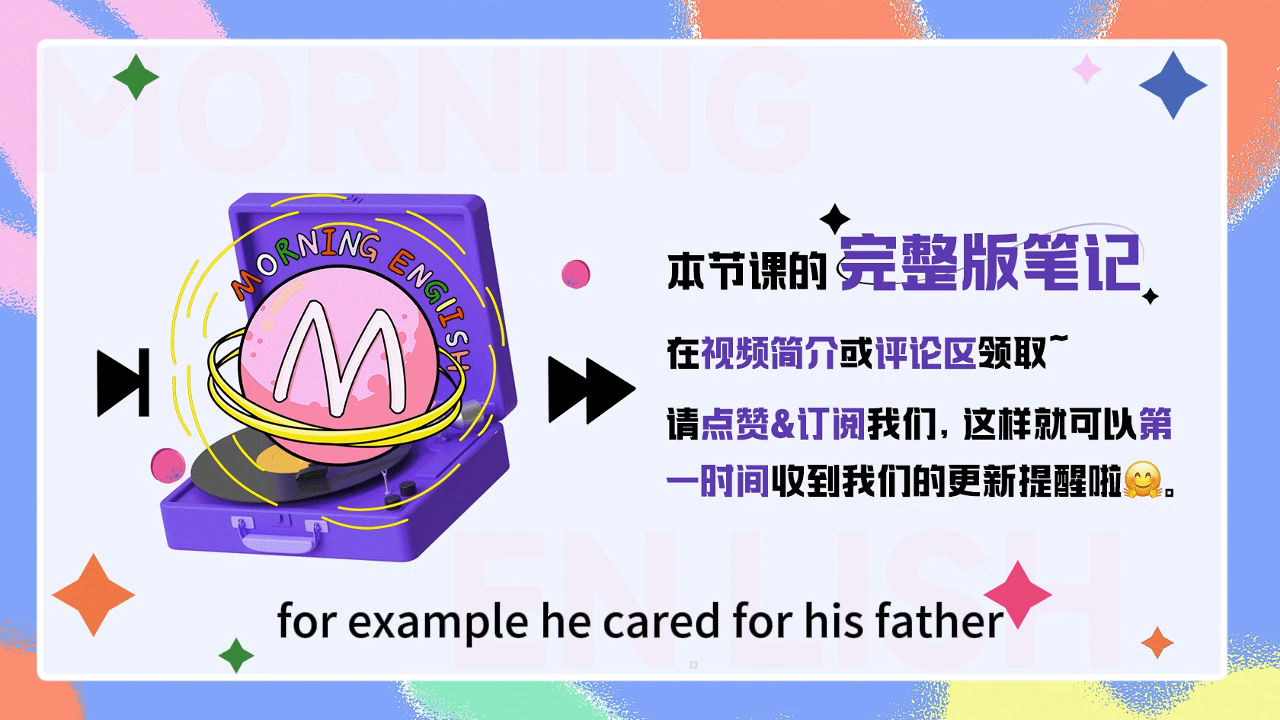 MORNING
MORNING ENGLISH
M
本节课的 完整版笔记
在视频简介或评论区领取~
请点赞&订阅我们，这样就可以第
一时间收到我们的更新提醒啦🤗。
EN LISH
for example he cared for his father